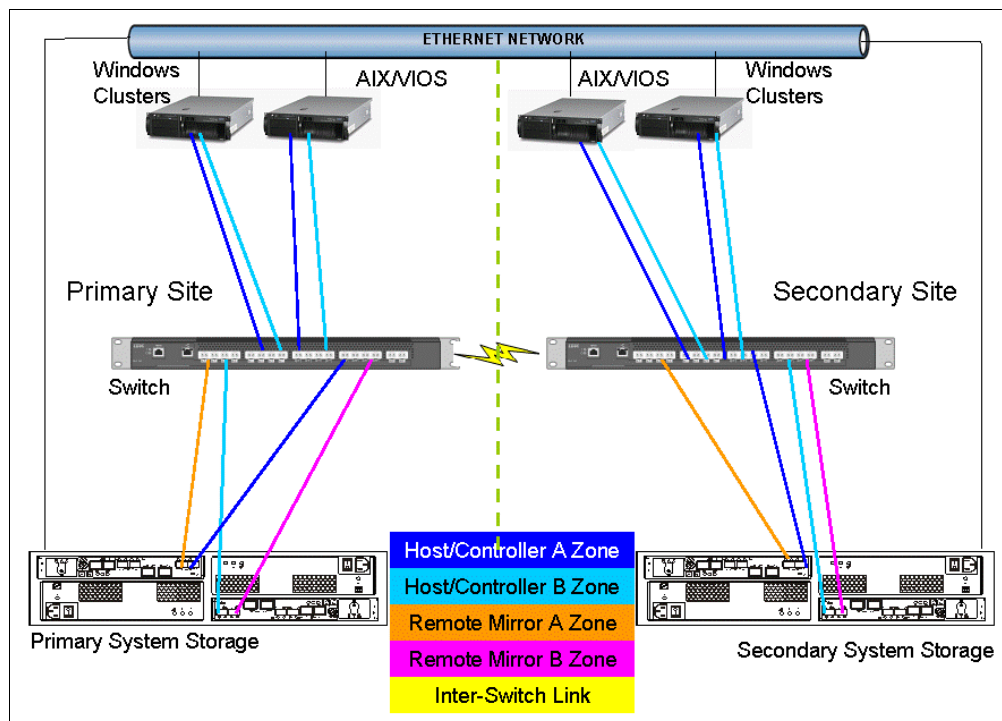 ETHERNET NETWORK
Windows
Clusters
AIX/VIOS
AIX/VIOS
Windows
Clusters
Primary Site
Secondary Site
Switch
Switch
Host/Controller A Zone
Host/Controller B Zone
Remote Mirror A Zone
Remote Mirror B Zone
Inter-Switch Link
Primary System Storage
Secondary System Storage